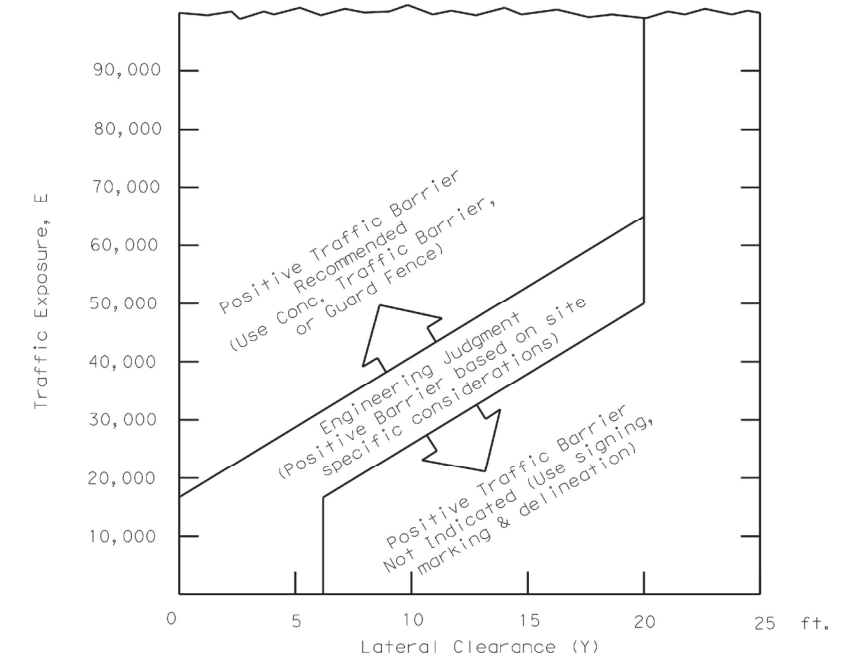 90,000
80,000
70,000
60,000
50,000
40,000
30,000
20,000
10,000
Traffic Exposure, E
Positive Traffic Barrier
Recommended
(Use Conc. Traffic Barrier,
or Guard Fence)
Engineering Judgment
(Positive Barrier based on site
specific considerations)
Positive Traffic Barrier
Not Indicated (Use signing,
marking & delineation)
0 5 10 15 20 25 ft.
Lateral Clearance (Y)